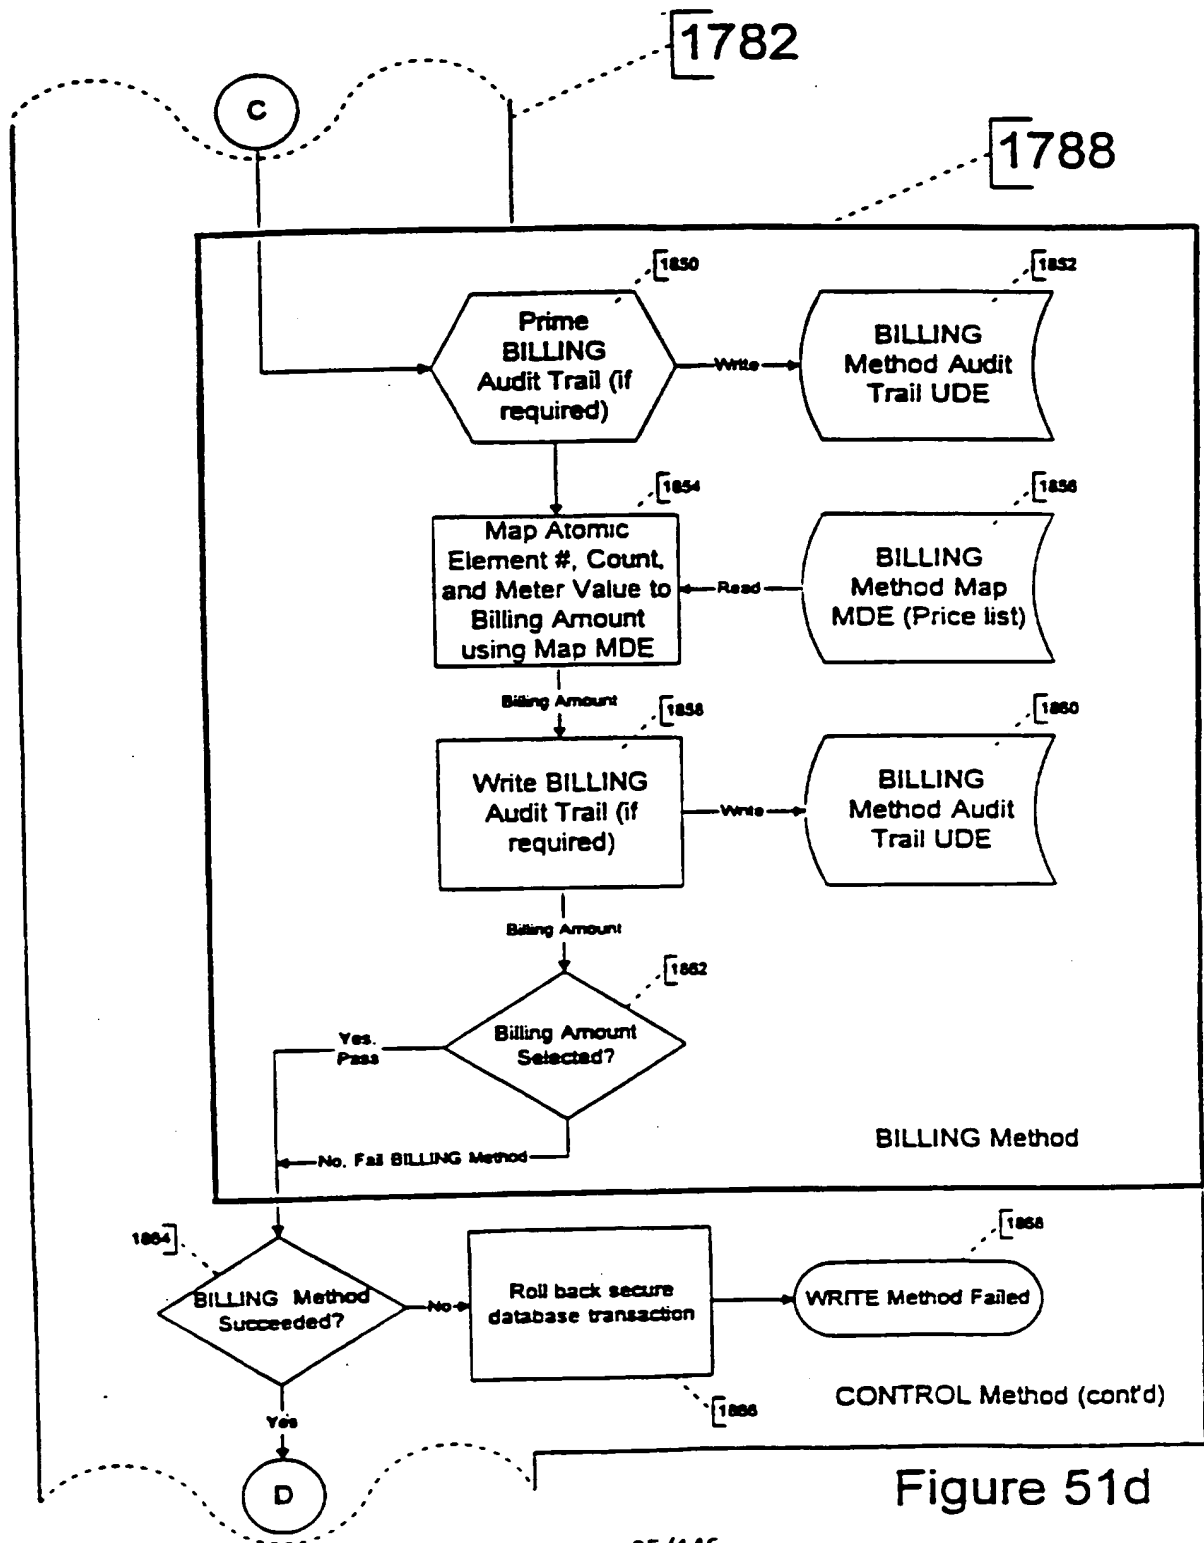 1782
C
1788
1850
1852
Prime
BILLING
Audit Trail (if
required)
Write
BILLING
Method Audit
Trail UDE
1854
1856
Map Atomic
Element #, Count,
and Meter Value to
Billing Amount
using Map MDE
Read
BILLING
Method Map
MDE (Price list)
Billing Amount
1858
1860
Write BILLING
Audit Trail (if
required)
Write
BILLING
Method Audit
Trail UDE
Billing Amount
1862
Billing Amount
Selected?
Yes.
Pass
BILLING Method
No. Fail BILLING Method
1864
1868
BILLING Method
Succeeded?
No
Roll back secure
database transaction
WRITE Method Failed
1866
CONTROL Method (cont'd)
Yes
D
Figure 51d